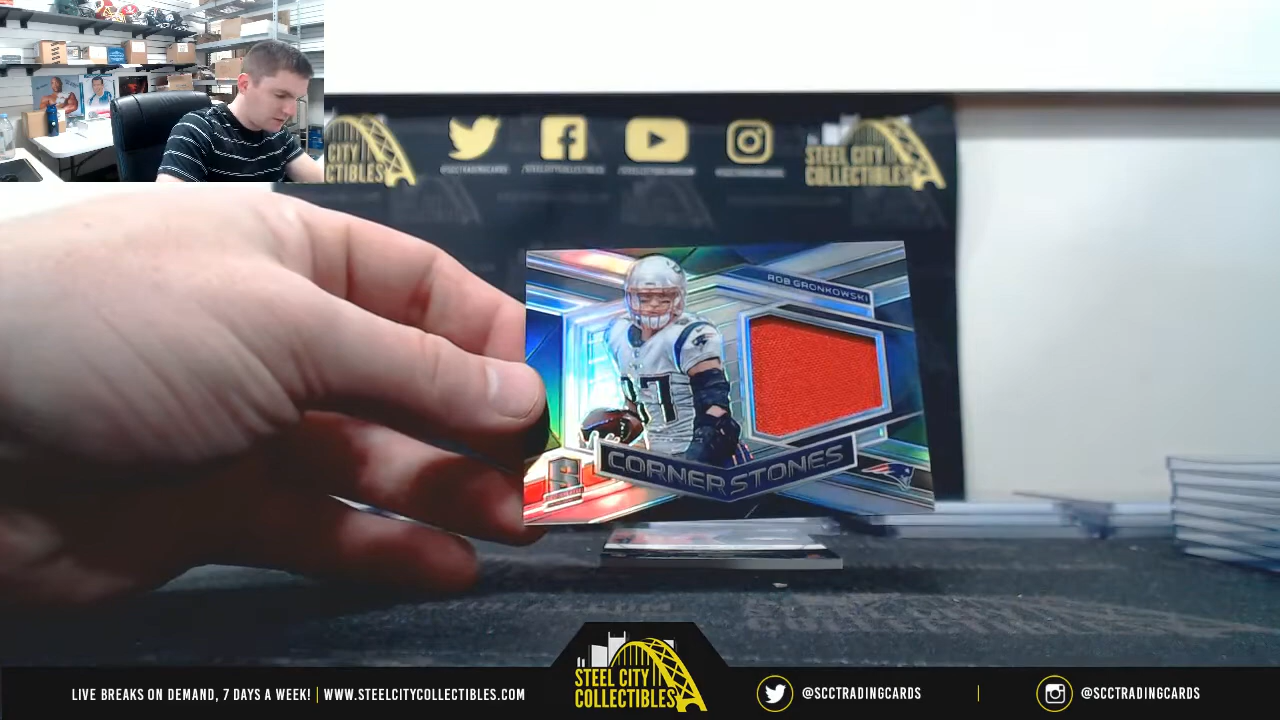 STEEL CITY
COLLECTIBLES
ROB GRONKOWSKI
87
CORNERSTONES
LIVE BREAKS ON DEMAND, 7 DAYS A WEEK! | WWW.STEELCITYCOLLECTIBLES.COM
STEEL CITY
COLLECTIBLES
@SCCTRADINGCARDS
@SCCTRADINGCARDS